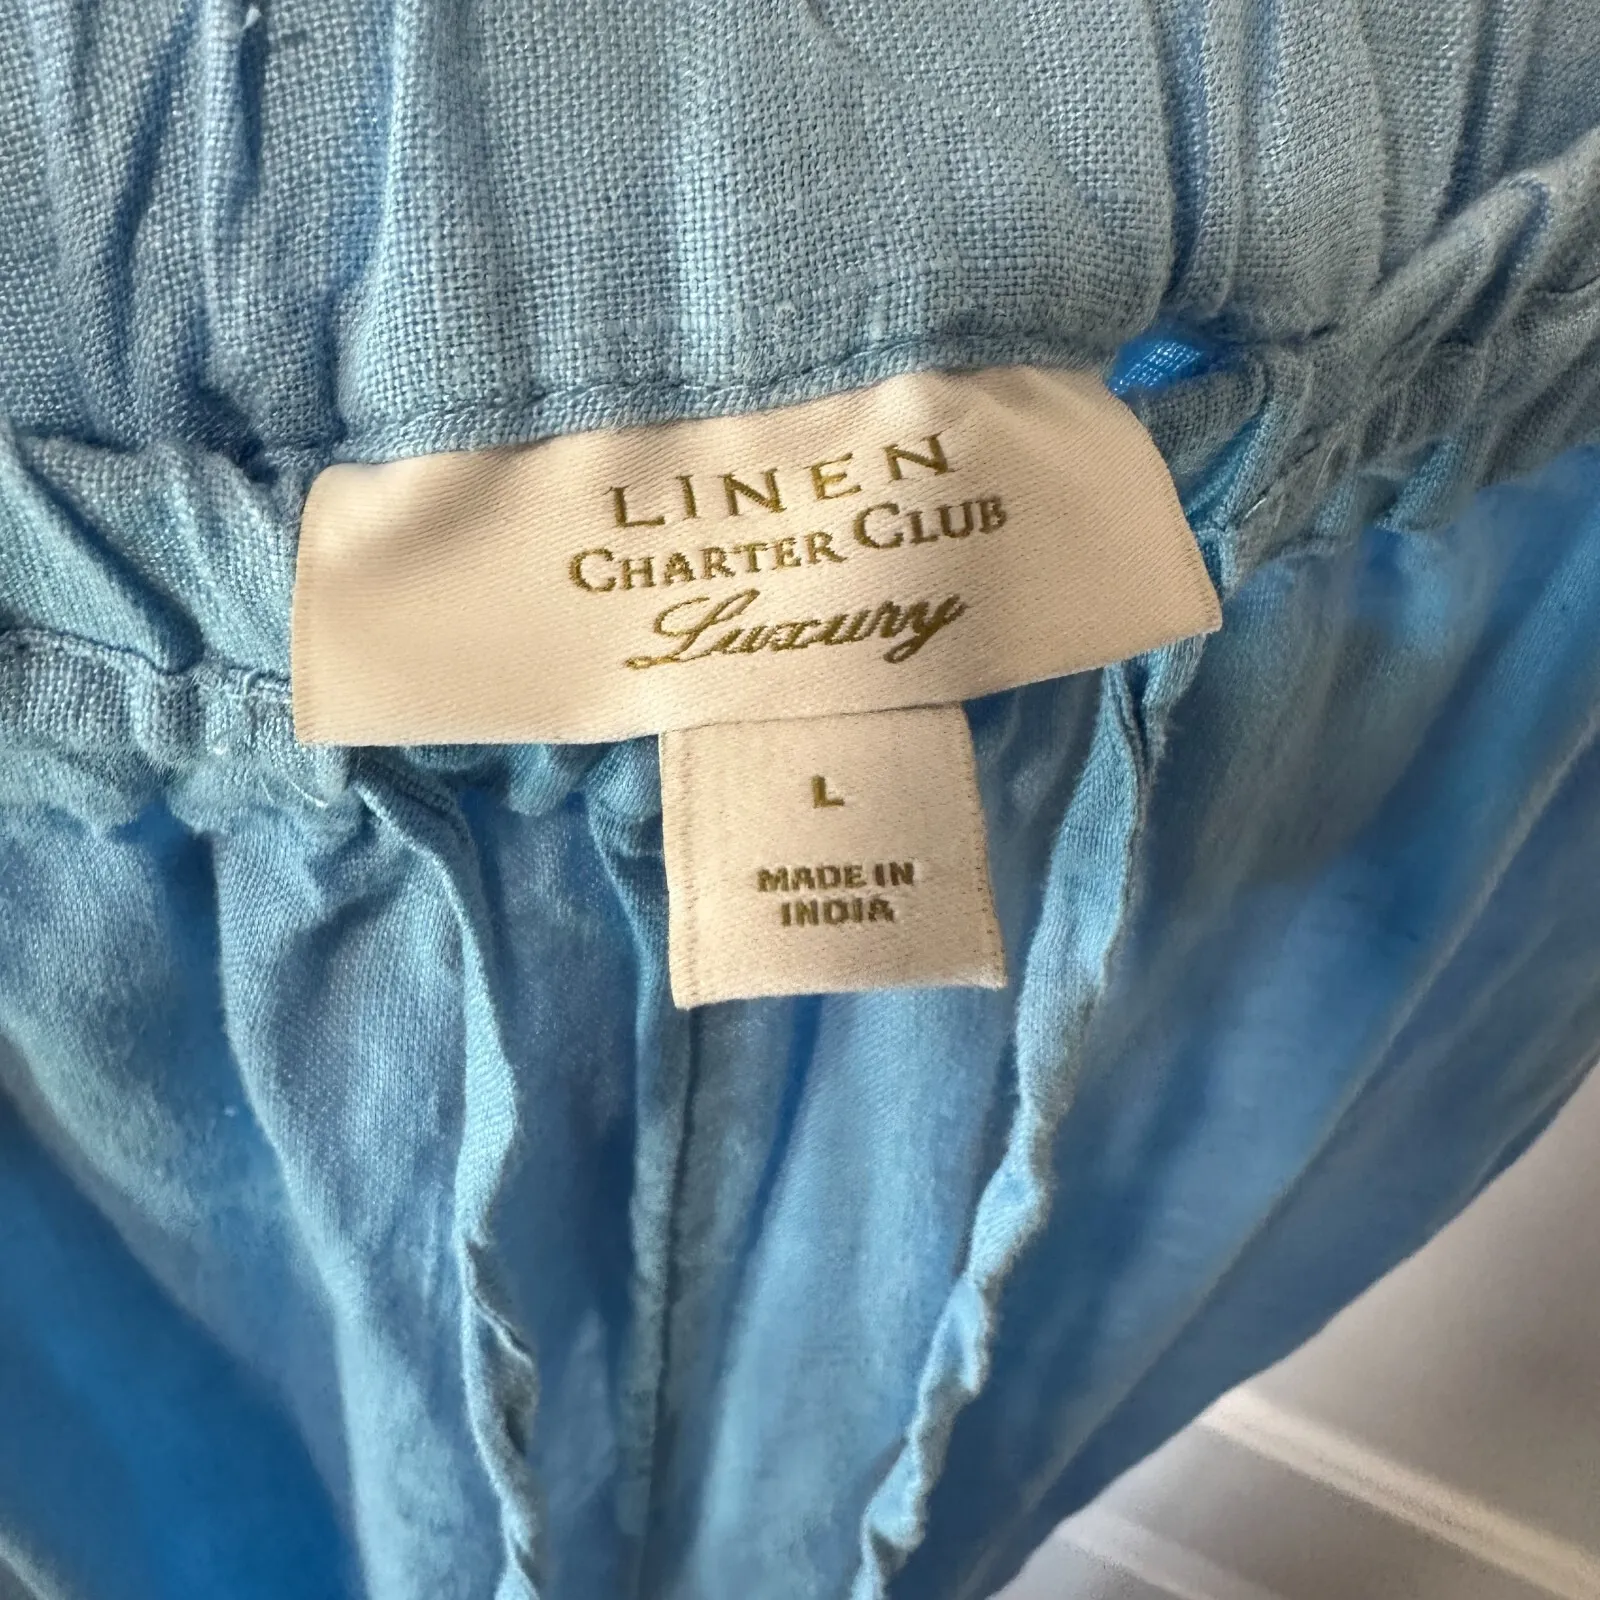 LINEN
CHARTER CLUB
Luxury
L
MADE IN
INDIA